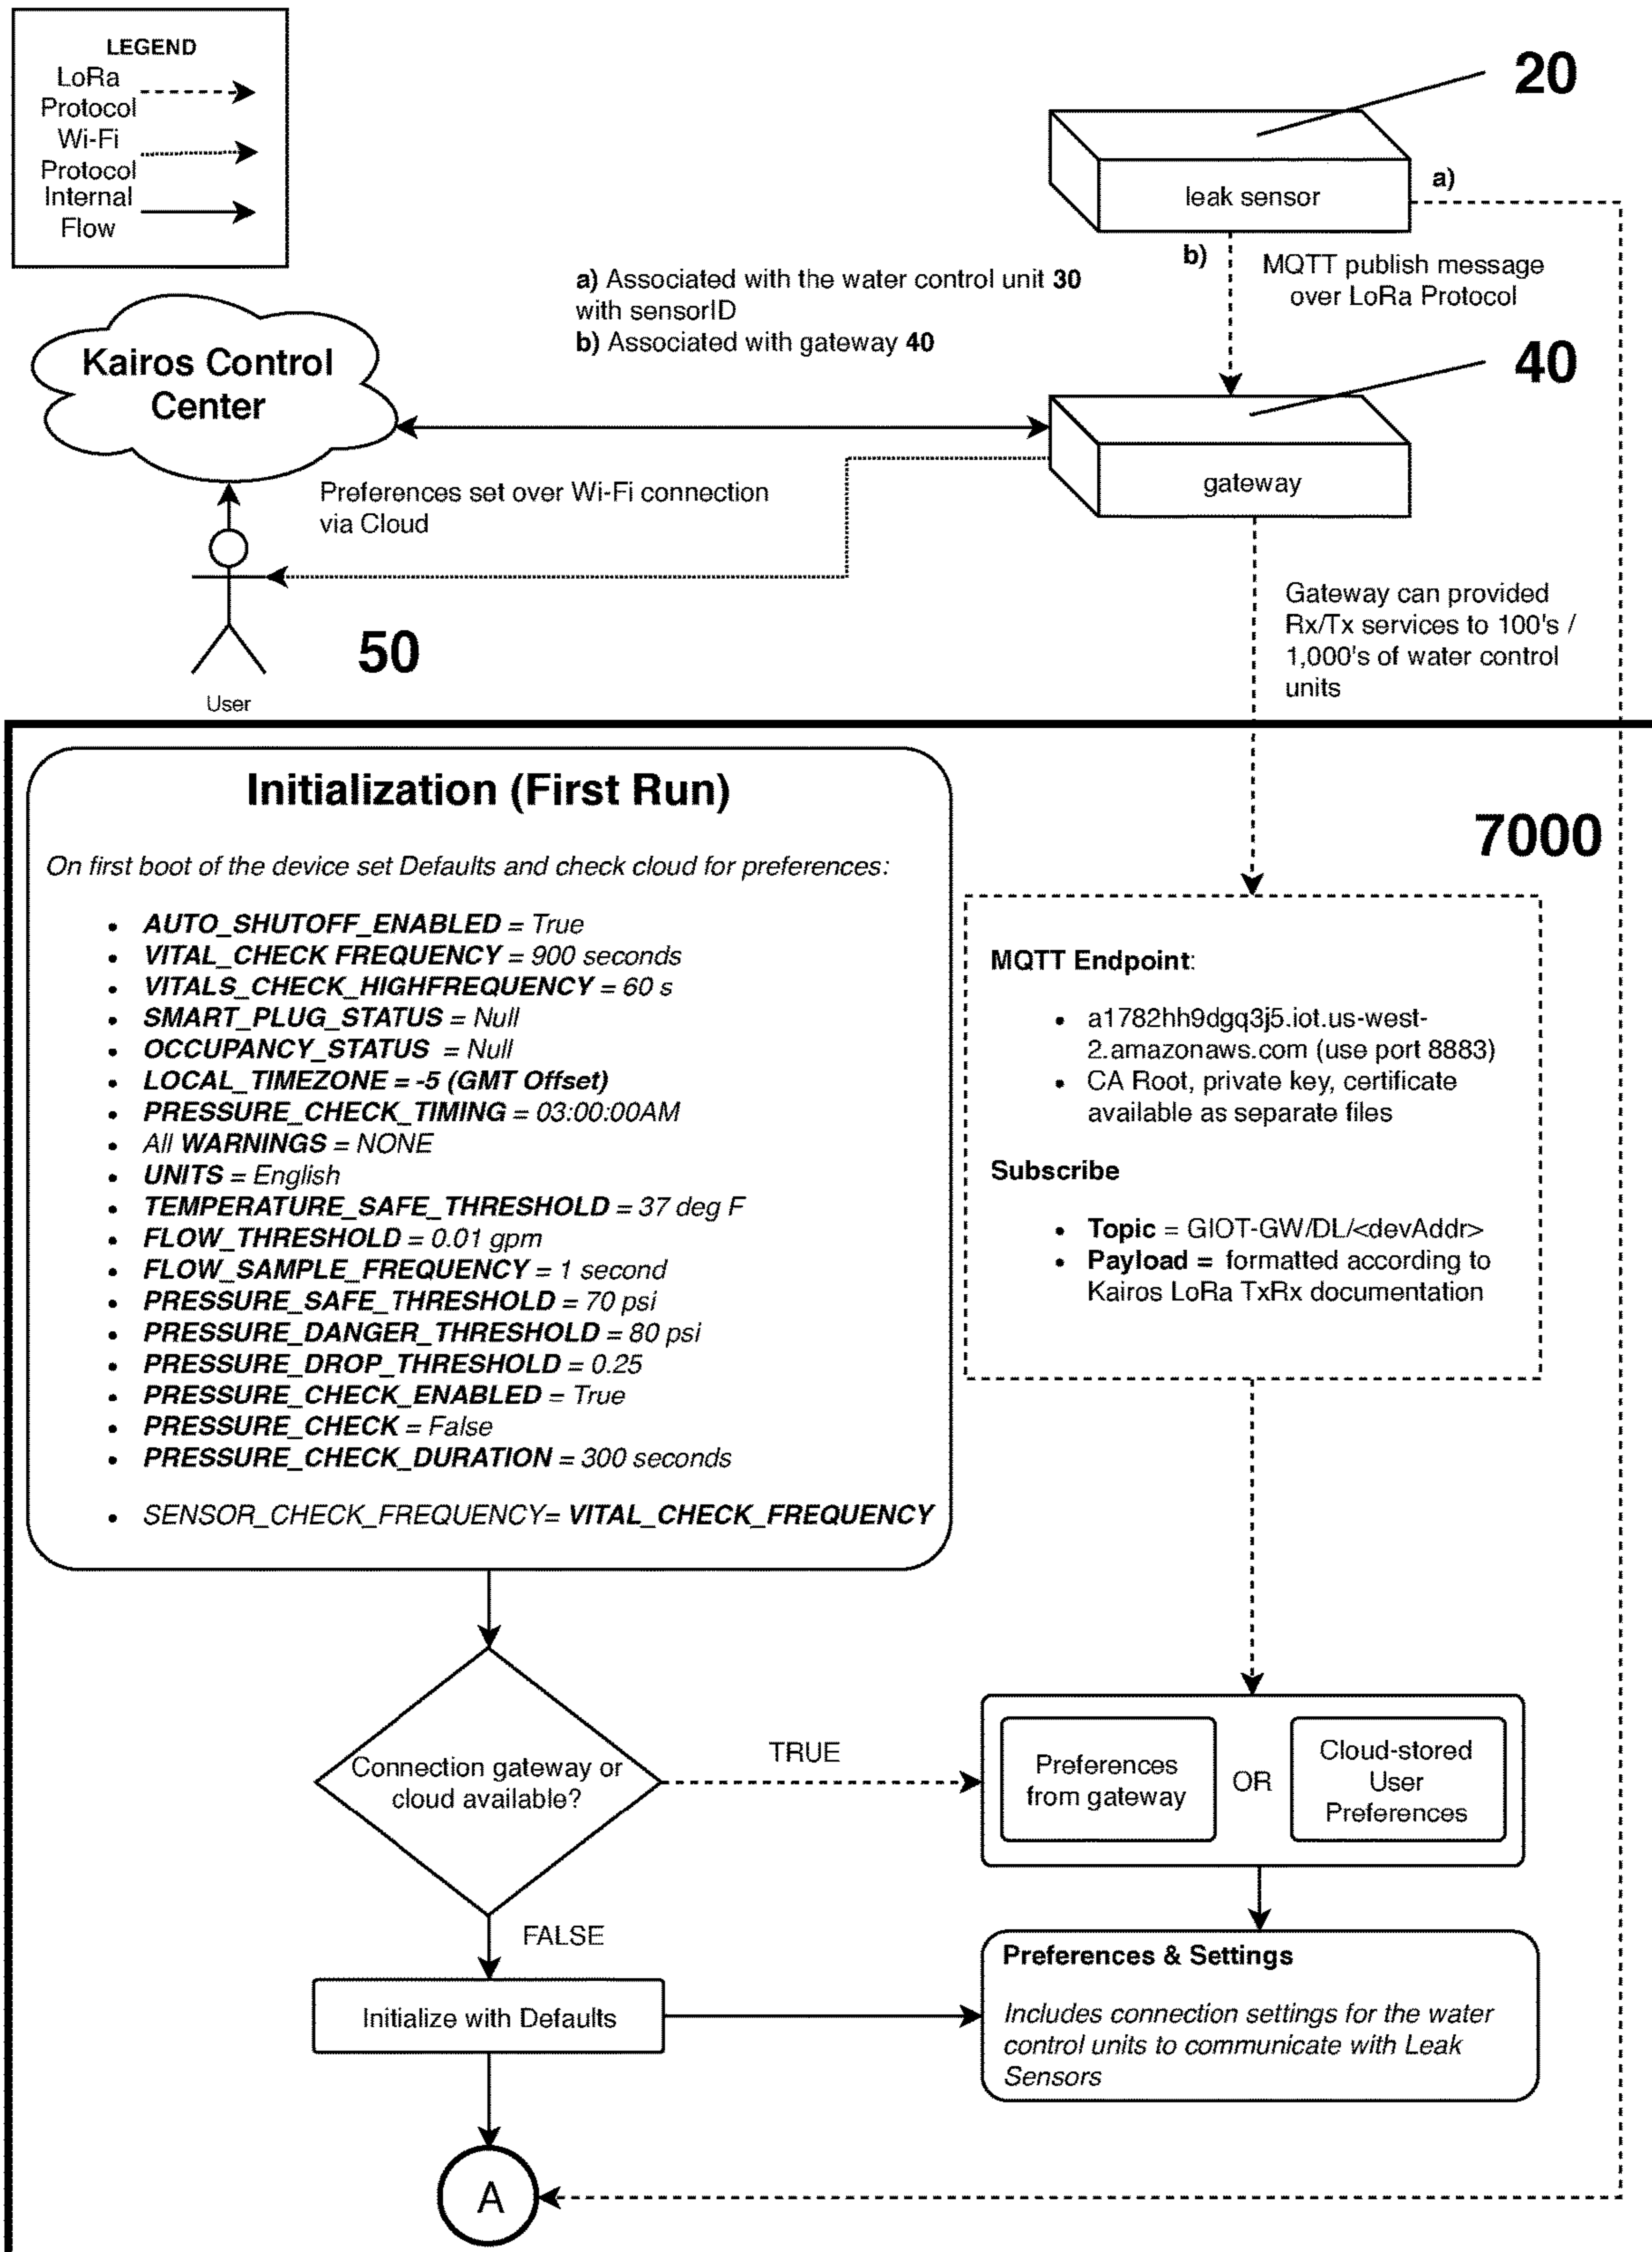 LEGEND
LoRa
Protocol
Wi-Fi
Protocol
Internal
Flow
20
leak sensor
a)
b)
MQTT publish message
over LoRa Protocol
a) Associated with the water control unit 30
with sensorID
b) Associated with gateway 40
Kairos Control
Center
40
gateway
Preferences set over Wi-Fi connection
via Cloud
50
User
Gateway can provided
Rx/Tx services to 100's /
1,000's of water control
units
7000
Initialization (First Run)
On first boot of the device set Defaults and check cloud for preferences:
• AUTO_SHUTOFF_ENABLED = True
• VITAL_CHECK FREQUENCY = 900 seconds
• VITALS_CHECK_HIGHFREQUENCY = 60 s
• SMART_PLUG_STATUS = Null
• OCCUPANCY_STATUS = Null
• LOCAL_TIMEZONE = -5 (GMT Offset)
• PRESSURE_CHECK_TIMING = 03:00:00AM
• All WARNINGS = NONE
• UNITS = English
• TEMPERATURE_SAFE_THRESHOLD = 37 deg F
• FLOW_THRESHOLD = 0.01 gpm
• FLOW_SAMPLE_FREQUENCY = 1 second
• PRESSURE_SAFE_THRESHOLD = 70 psi
• PRESSURE_DANGER_THRESHOLD = 80 psi
• PRESSURE_DROP_THRESHOLD = 0.25
• PRESSURE_CHECK_ENABLED = True
• PRESSURE_CHECK = False
• PRESSURE_CHECK_DURATION = 300 seconds
• SENSOR_CHECK_FREQUENCY= VITAL_CHECK_FREQUENCY
MQTT Endpoint:
• a1782hh9dgq3j5.iot.us-west-
2.amazonaws.com (use port 8883)
• CA Root, private key, certificate
available as separate files
Subscribe
• Topic = GIOT-GW/DL/<devAddr>
• Payload = formatted according to
Kairos LoRa TxRx documentation
Connection gateway or
cloud available?
TRUE
Preferences
from gateway
OR
Cloud-stored
User
Preferences
FALSE
Initialize with Defaults
Preferences & Settings
Includes connection settings for the water
control units to communicate with Leak
Sensors
A